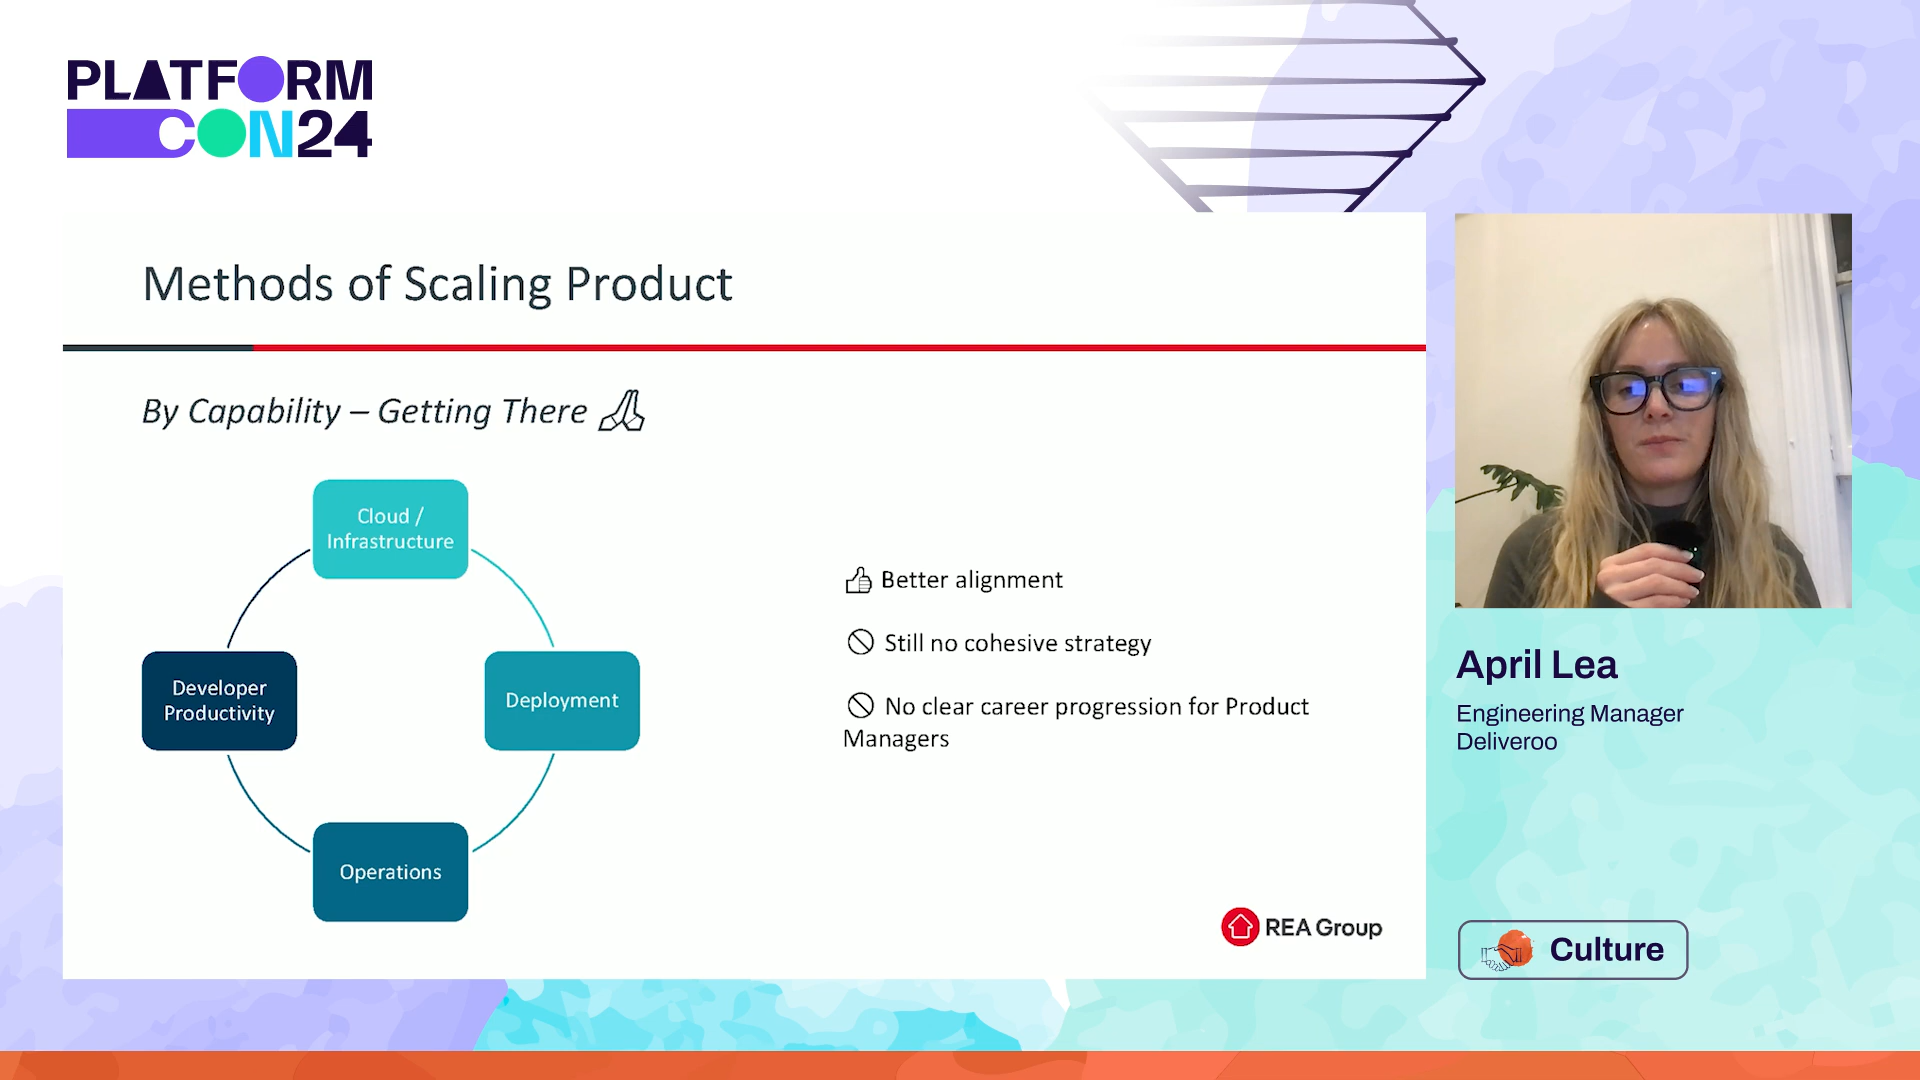 PLATFORM
CON24
Methods of Scaling Product
By Capability – Getting There
Cloud /
Infrastructure
Developer
Productivity
Deployment
Operations
Better alignment
Still no cohesive strategy
No clear career progression for Product
Managers
REA Group
April Lea
Engineering Manager
Deliveroo
Culture